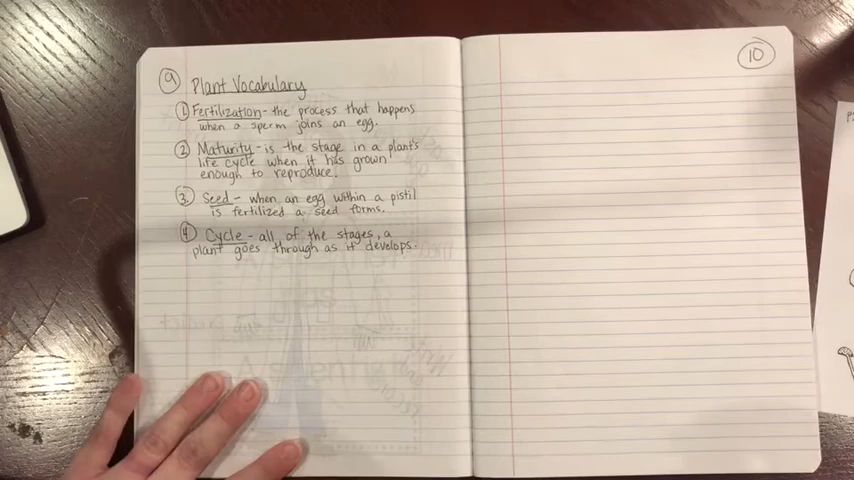 9
Plant Vocabulary
1 Fertilization - the process that happens
when a sperm joins an egg.
2 Maturity - is the stage in a plant's
life cycle when it has grown
enough to reproduce.
3. Seed - when an egg within a pistil
is fertilized a seed forms.
4 Cycle - all of the stages, a
plant goes through as it develops.
10